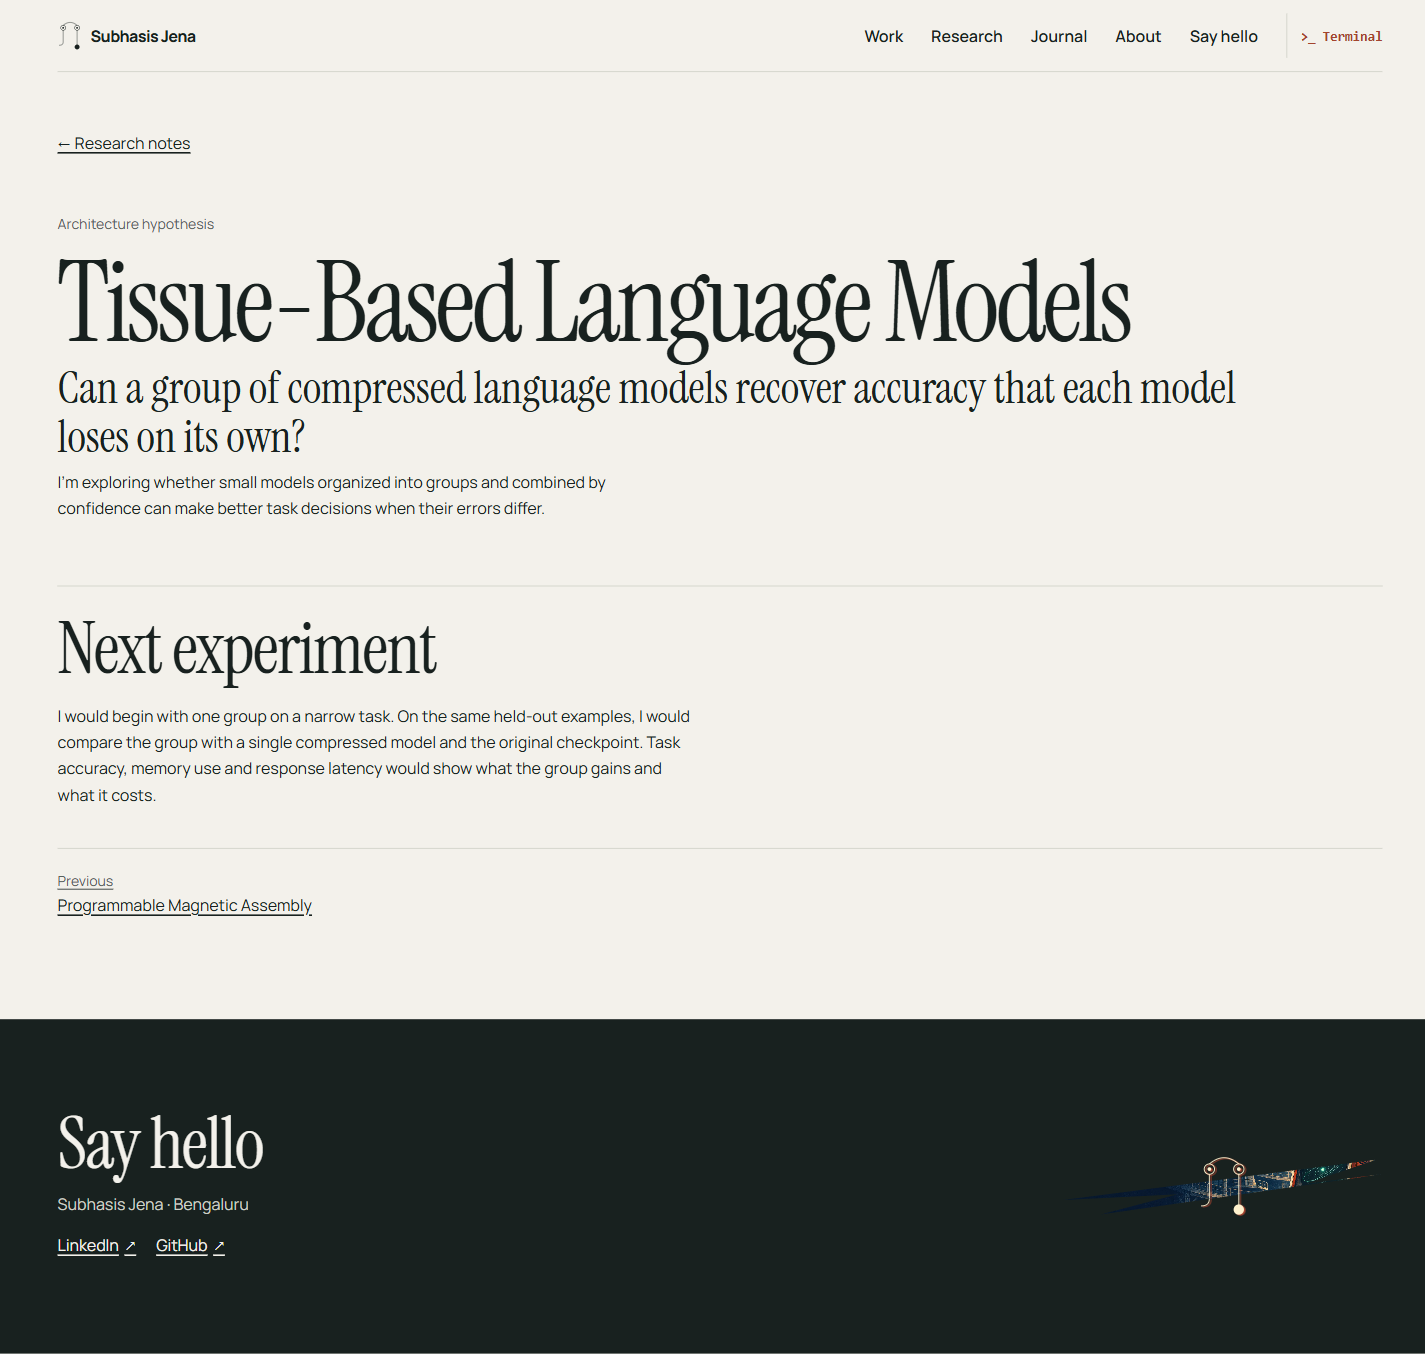 Subhasis Jena
Work
Research
Journal
About
Say hello
>_ Terminal
← Research notes
Architecture hypothesis
Tissue-Based Language Models
Can a group of compressed language models recover accuracy that each model
loses on its own?
I'm exploring whether small models organized into groups and combined by
confidence can make better task decisions when their errors differ.
Next experiment
I would begin with one group on a narrow task. On the same held-out examples, I would
compare the group with a single compressed model and the original checkpoint. Task
accuracy, memory use and response latency would show what the group gains and
what it costs.
Previous
Programmable Magnetic Assembly
Say hello
Subhasis Jena · Bengaluru
LinkedIn ↗ GitHub ↗